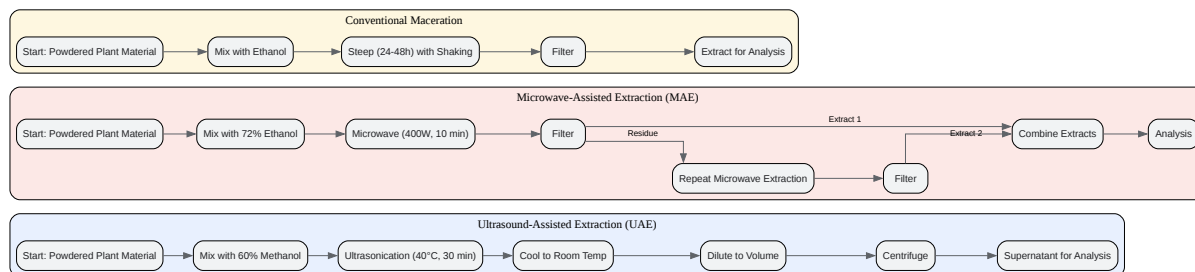 Conventional Maceration
Start: Powdered Plant Material
Mix with Ethanol
Steep (24-48h) with Shaking
Filter
Extract for Analysis
Microwave-Assisted Extraction (MAE)
Start: Powdered Plant Material
Mix with 72% Ethanol
Microwave (400W, 10 min)
Filter
Residue
Extract 1
Extract 2
Combine Extracts
Analysis
Repeat Microwave Extraction
Filter
Ultrasound-Assisted Extraction (UAE)
Start: Powdered Plant Material
Mix with 60% Methanol
Ultrasonication (40°C, 30 min)
Cool to Room Temp
Dilute to Volume
Centrifuge
Supernatant for Analysis